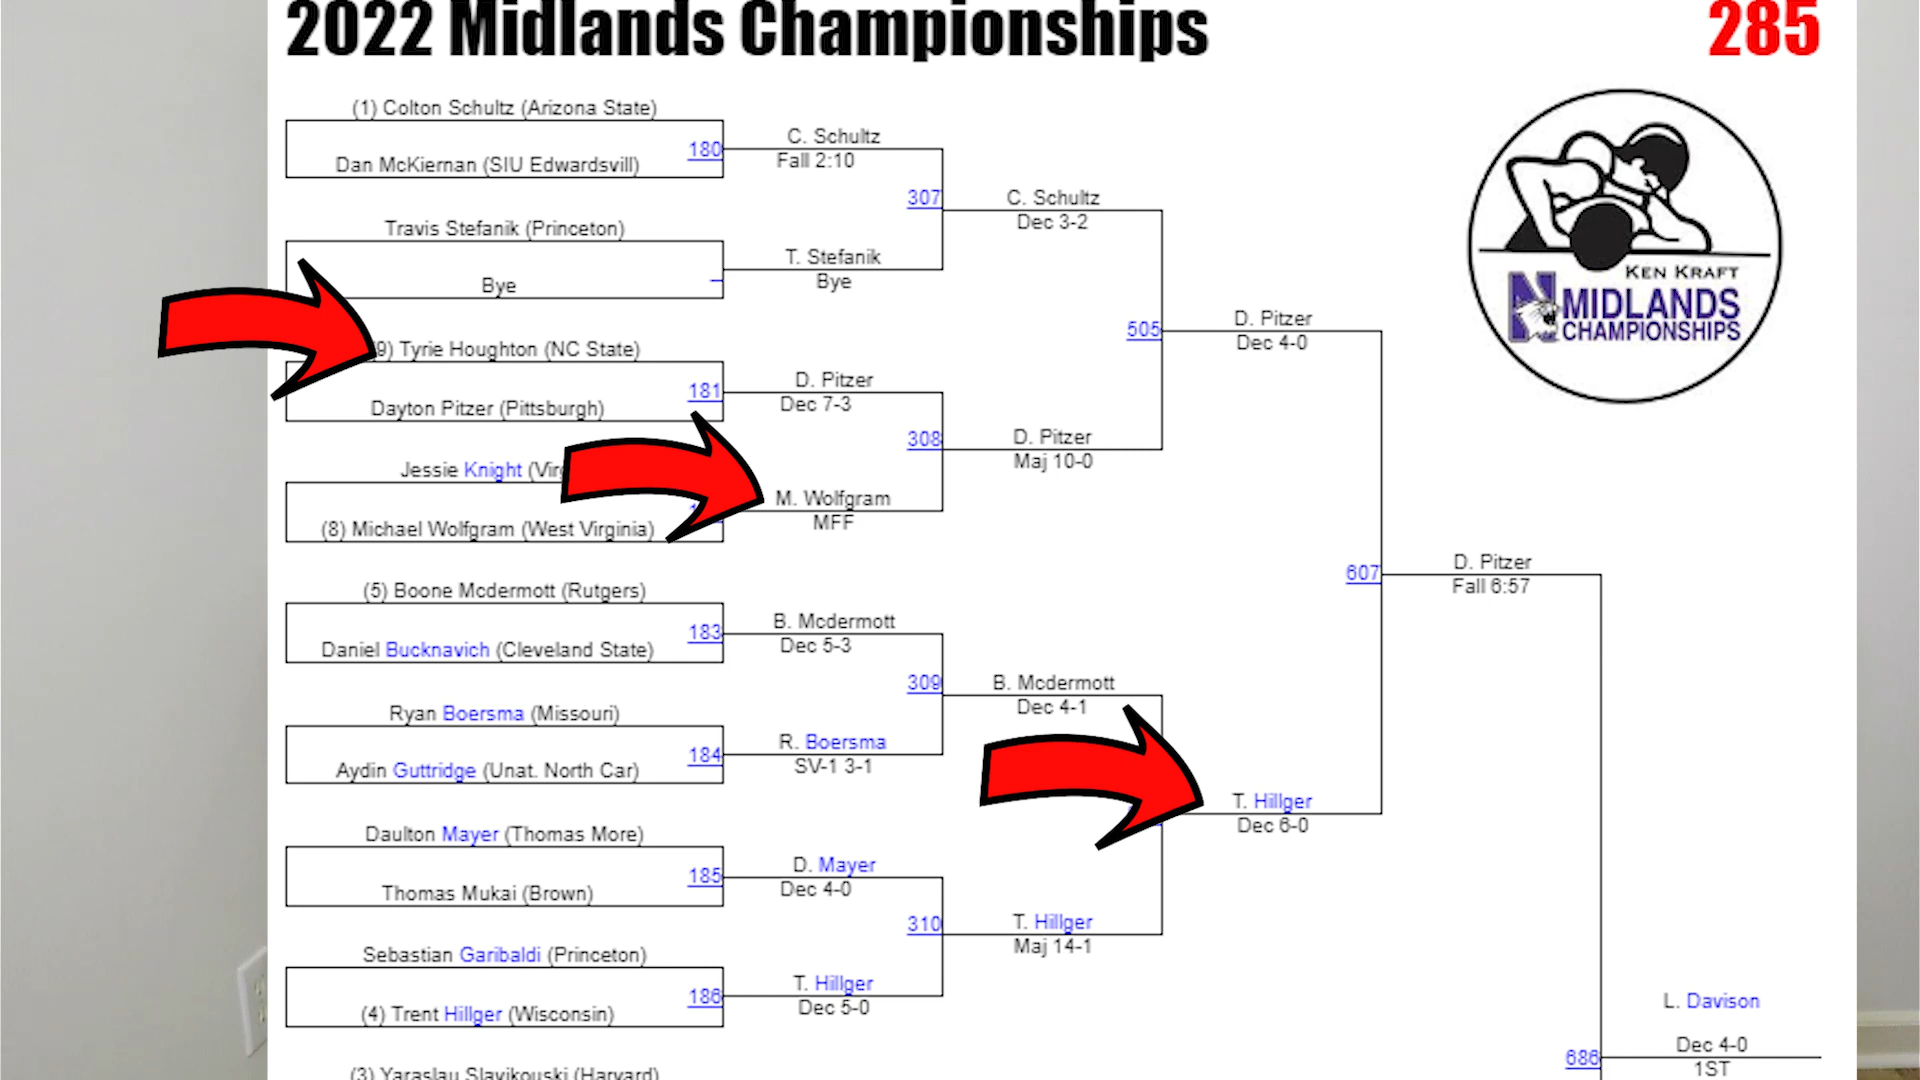 2022 Midlands Championships
285
(1) Colton Schultz (Arizona State)
180
Dan McKiernan (SIU Edwardsvill)
C. Schultz
Fall 2:10
307
Travis Stefanik (Princeton)
Bye
T. Stefanik
Bye
C. Schultz
Dec 3-2
9) Tyrie Houghton (NC State)
181
Dayton Pitzer (Pittsburgh)
D. Pitzer
Dec 7-3
308
Jessie Knight (Vir
(8) Michael Wolfgram (West Virginia)
M. Wolfgram
MFF
D. Pitzer
Maj 10-0
505
D. Pitzer
Dec 4-0
(5) Boone Mcdermott (Rutgers)
183
Daniel Bucknavich (Cleveland State)
B. Mcdermott
Dec 5-3
309
Ryan Boersma (Missouri)
184
Aydin Guttridge (Unat. North Car)
R. Boersma
SV-1 3-1
B. Mcdermott
Dec 4-1
Daulton Mayer (Thomas More)
185
Thomas Mukai (Brown)
D. Mayer
Dec 4-0
310
Sebastian Garibaldi (Princeton)
186
(4) Trent Hillger (Wisconsin)
T. Hillger
Dec 5-0
T. Hillger
Maj 14-1
T. Hillger
Dec 6-0
607
D. Pitzer
Fall 6:57
L. Davison
686
Dec 4-0
1ST
(3) Yaraslau Slavikouski (Harvard)
KEN KRAFT
N
MIDLANDS
CHAMPIONSHIPS